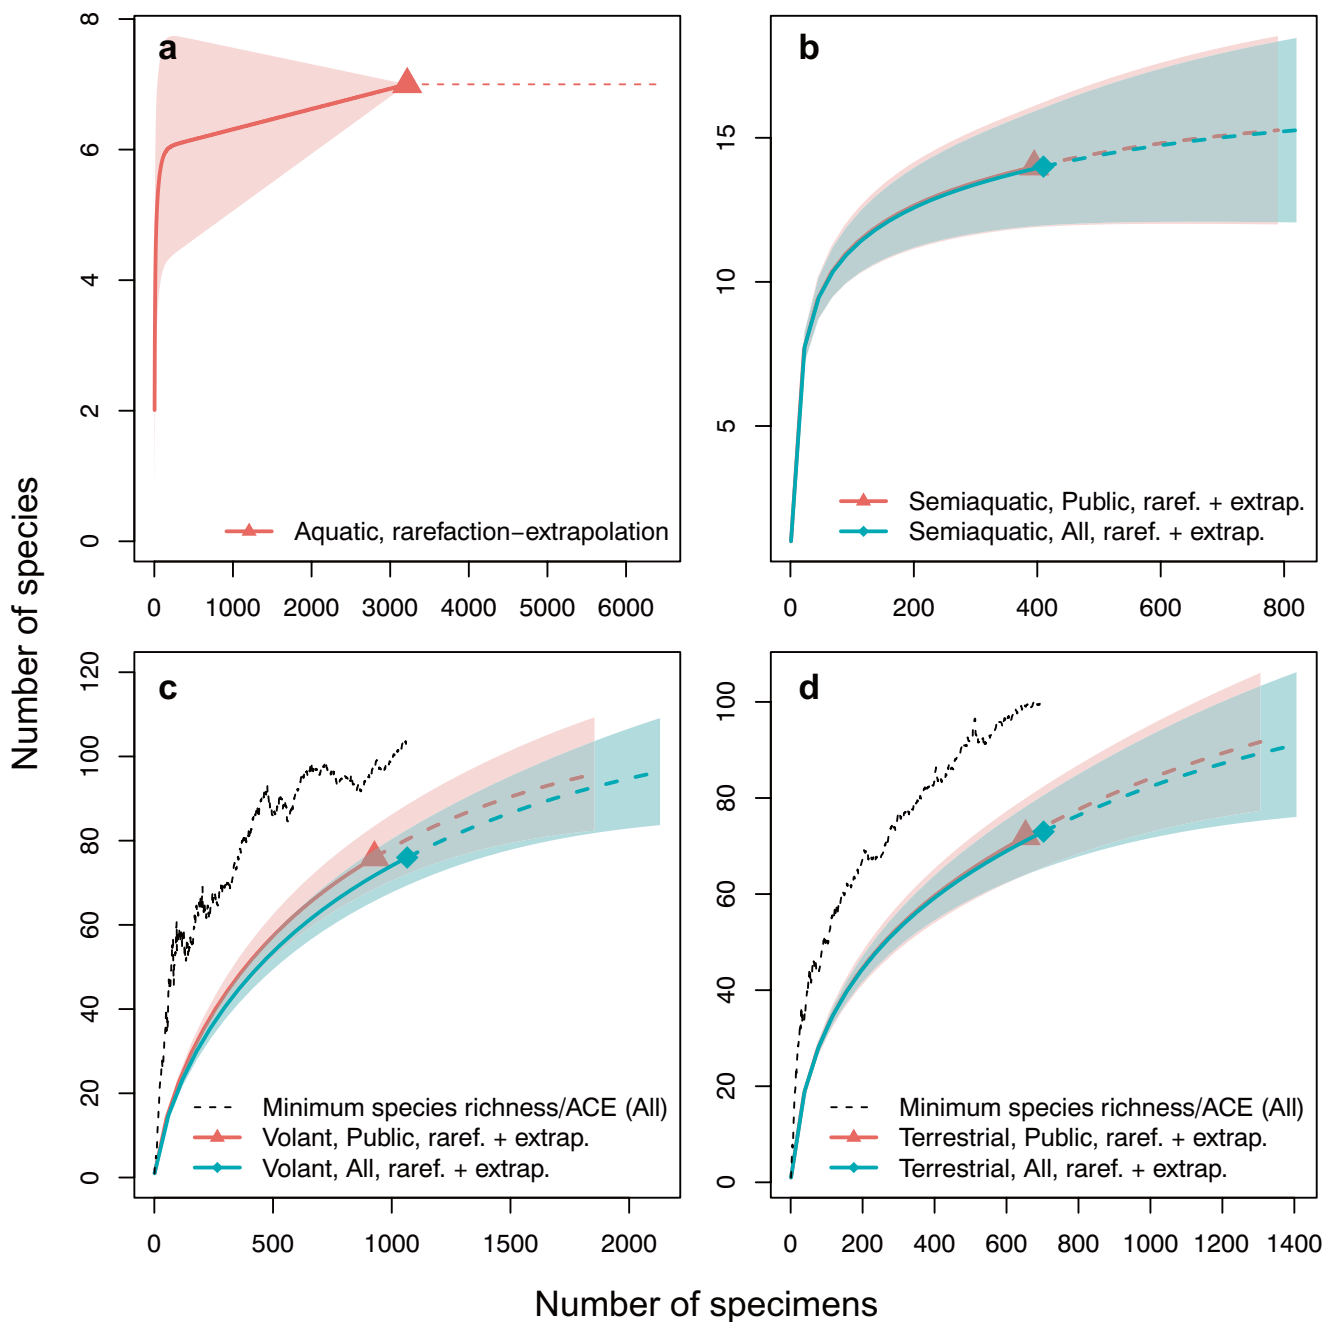 Number of species
a
8
6
4
2
0
Aquatic, rarefaction−extrapolation
0 1000 2000 3000 4000 5000 6000
b
15
10
5
Semiaquatic, Public, raref. + extrap.
Semiaquatic, All, raref. + extrap.
0 200 400 600 800
c
120
100
80
60
40
20
0
Minimum species richness/ACE (All)
Volant, Public, raref. + extrap.
Volant, All, raref. + extrap.
0 500 1000 1500 2000
d
100
80
60
40
20
0
Minimum species richness/ACE (All)
Terrestrial, Public, raref. + extrap.
Terrestrial, All, raref. + extrap.
0 200 400 600 800 1000 1200 1400
Number of specimens